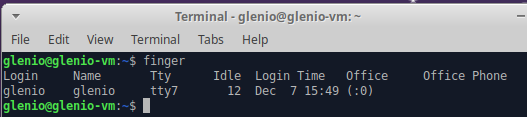 Terminal - glenio@glenio-vm: ~
File Edit View Terminal Tabs Help
glenio@glenio-vm:~$ finger
Login     Name       Tty      Idle  Login Time   Office     Office Phone
glenio    glenio     tty7       12  Dec  7 15:49 (:0)
glenio@glenio-vm:~$